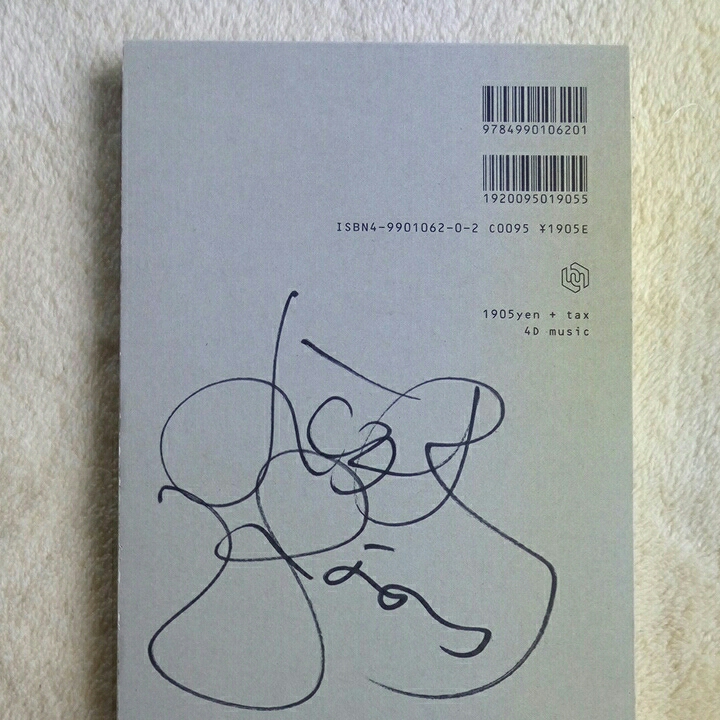 9784990106201
1920095019055
ISBN4-9901062-0-2 C0095 ¥1905E
1905yen + tax
4D music